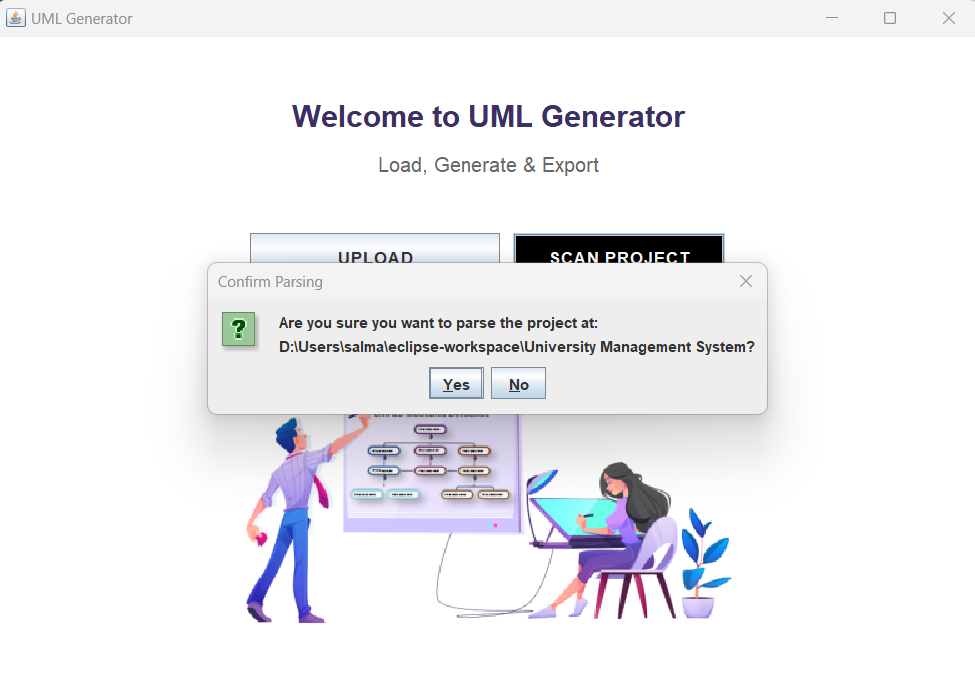 UML Generator
Welcome to UML Generator
Load, Generate & Export
UPLOAD
SCAN PROJECT
Confirm Parsing
?
Are you sure you want to parse the project at:
D:\Users\salma\eclipse-workspace\University Management System?
Yes
No